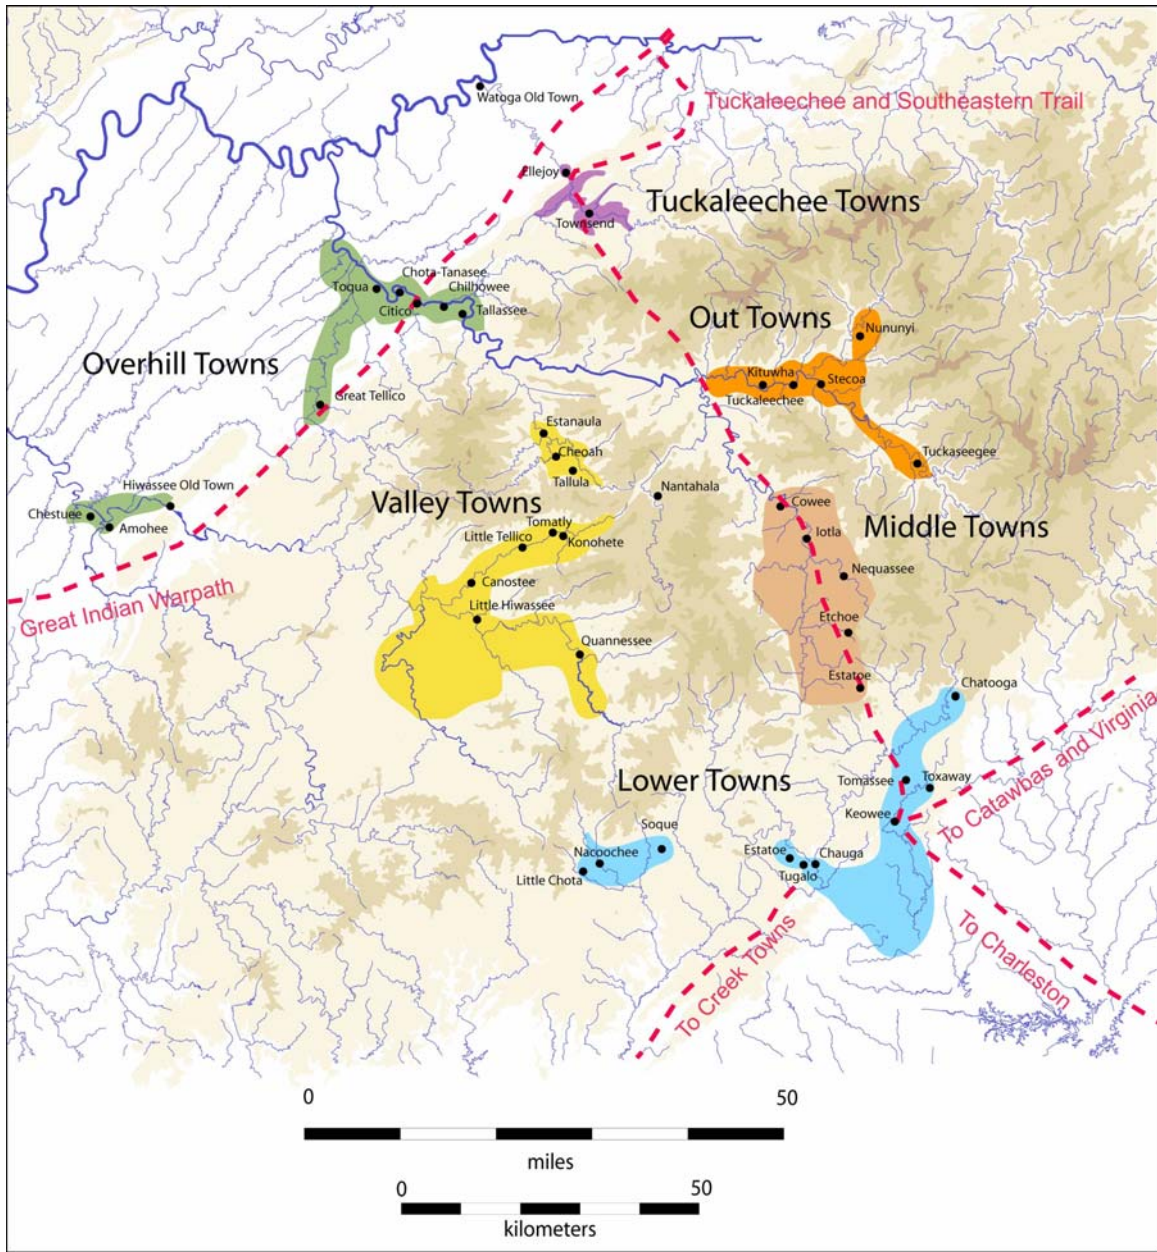 Watoga Old Town
Tuckaleechee and Southeastern Trail
Ellejoy
Tuckaleechee Towns
Townsend
Chota-Tanasee
Toqua
Chilhowee
Citico
Tallassee
Out Towns
Nununyi
Overhill Towns
Kituwha
Stecoa
Tuckaleechee
Great Tellico
Estanaula
Cheoah
Tuckaseegee
Tallula
Hiwassee Old Town
Valley Towns
Nantahala
Cowee
Chestuee
Amohee
Tomatly
Middle Towns
Little Tellico
Konohete
Iotla
Canostee
Nequassee
Great Indian Warpath
Little Hiwassee
Etchoe
Quannessee
Estatoe
Chatooga
To Catawbas and Virginia
Lower Towns
Tomassee
Toxaway
Keowee
Soque
Estatoe
Chauga
Nacoochee
Little Chota
Tugalo
To Creek Towns
To Charleston
0 50
miles
0 50
kilometers